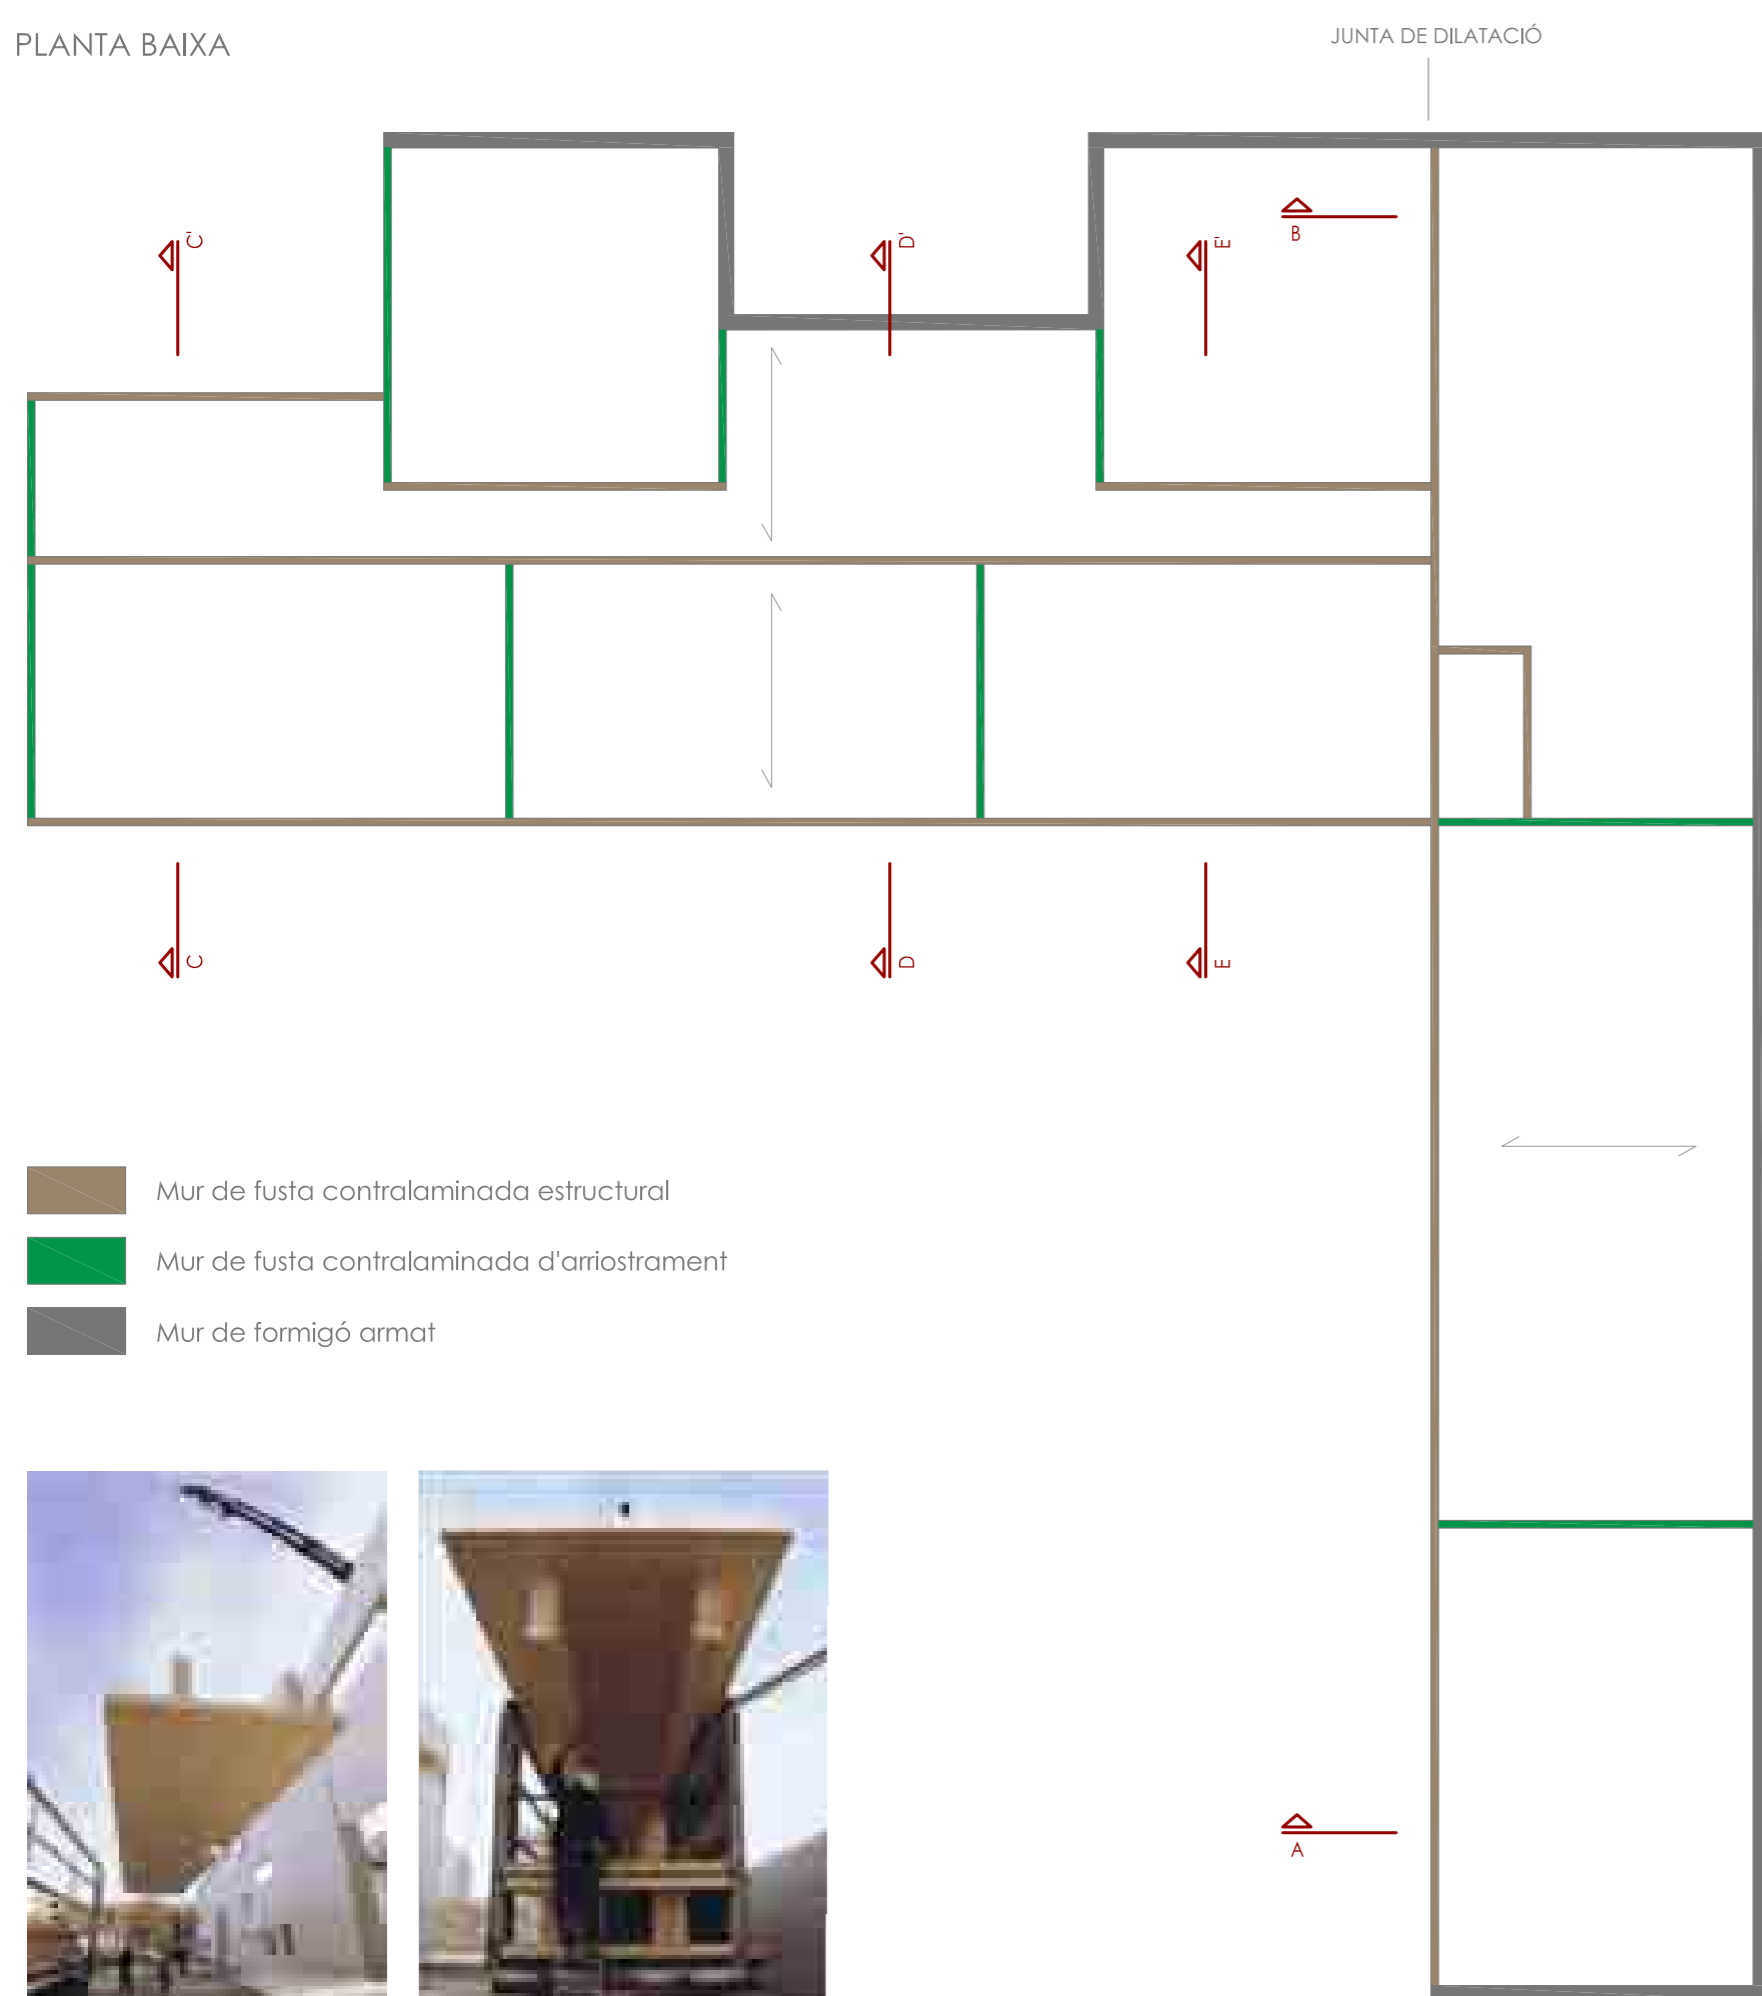 PLANTA BAIXA
JUNTA DE DILATACIÓ
B
C'
D'
E'
C
D
E
Mur de fusta contralaminada estructural
Mur de fusta contralaminada d'arriostrament
Mur de formigó armat
A